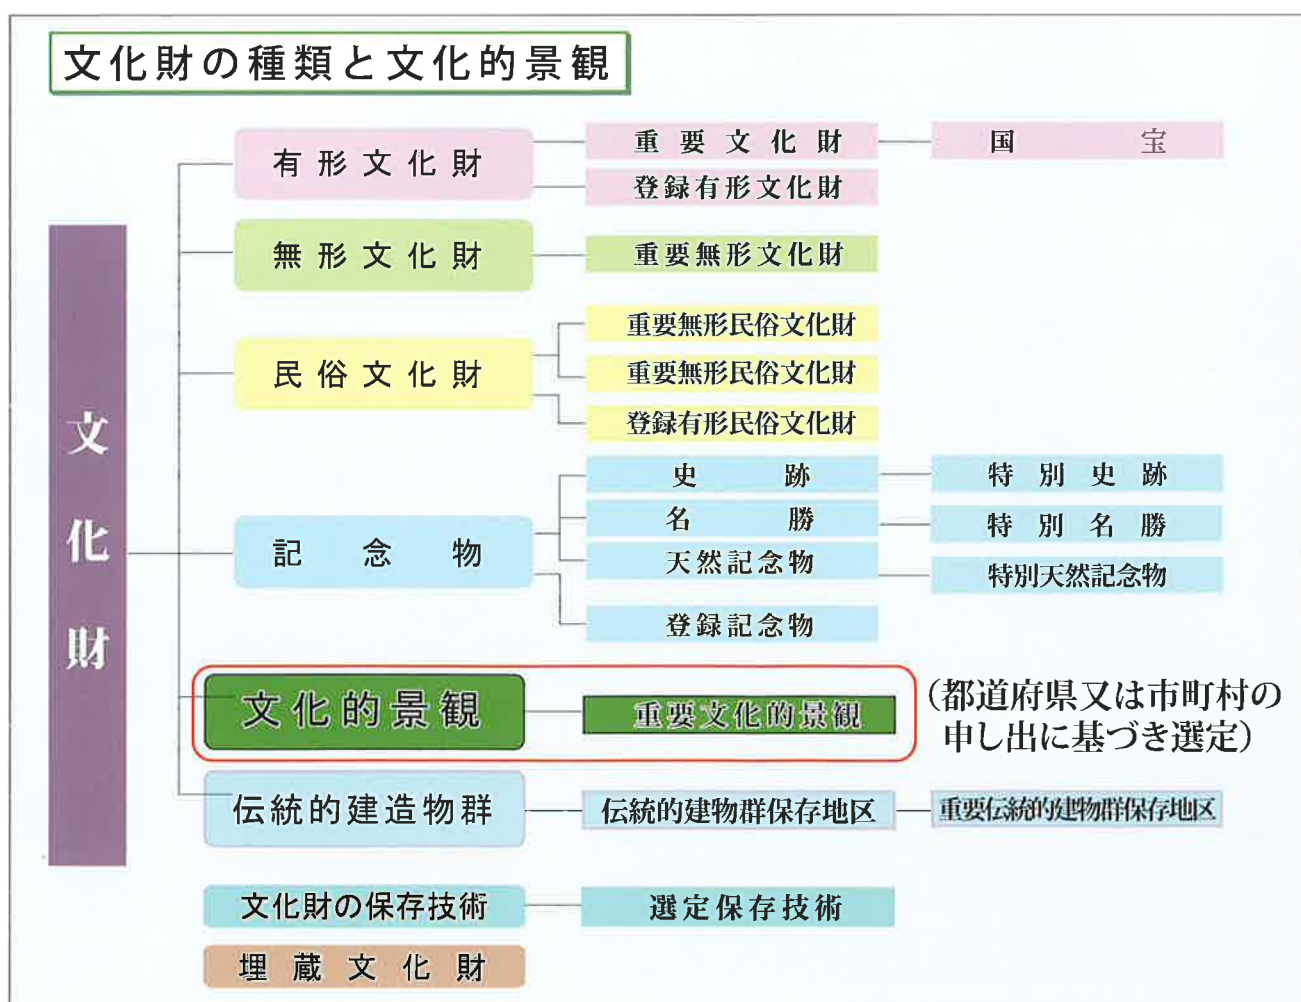 文化財の種類と文化的景観
文化財
有形文化財
重要文化財
国宝
登録有形文化財
無形文化財
重要無形文化財
民俗文化財
重要無形民俗文化財
重要無形民俗文化財
登録有形民俗文化財
記念物
史跡
特別史跡
名勝
特別名勝
天然記念物
特別天然記念物
登録記念物
文化的景観
重要文化的景観
（都道府県又は市町村の
申し出に基づき選定）
伝統的建造物群
伝統的建物群保存地区
重要伝統的建物群保存地区
文化財の保存技術
選定保存技術
埋蔵文化財